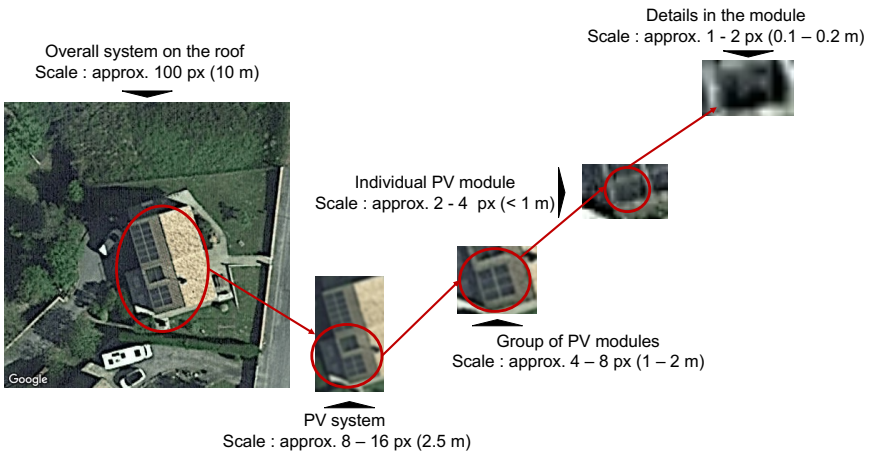 Details in the module
Scale : approx. 1 - 2 px (0.1 – 0.2 m)
Overall system on the roof
Scale : approx. 100 px (10 m)
Individual PV module
Scale : approx. 2 - 4 px (< 1 m)
Group of PV modules
Scale : approx. 4 – 8 px (1 – 2 m)
Google
PV system
Scale : approx. 8 – 16 px (2.5 m)